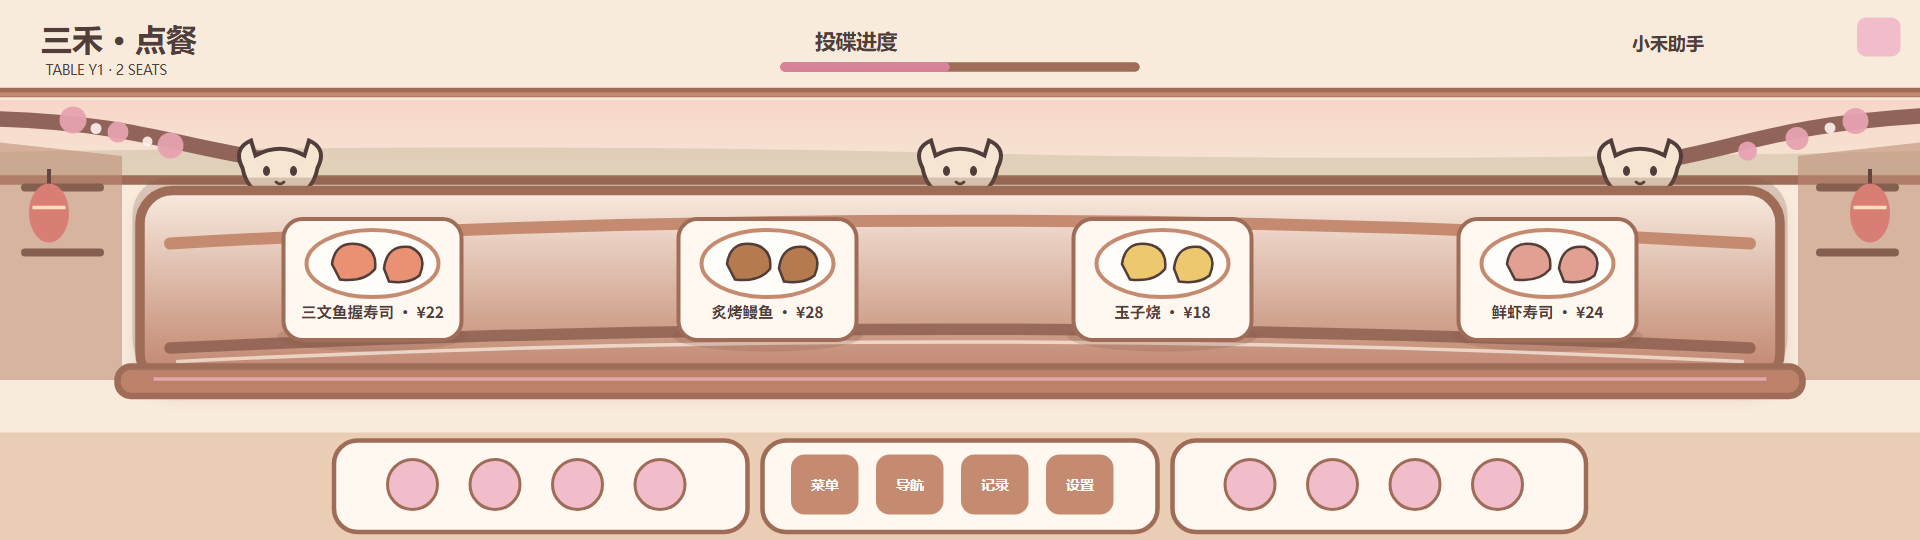 三禾・点餐
TABLE Y1 · 2 SEATS
投碟进度
小禾助手
三文鱼握寿司 · ¥22
炙烤鳗鱼 · ¥28
玉子烧 · ¥18
鲜虾寿司 · ¥24
菜单
导航
记录
设置